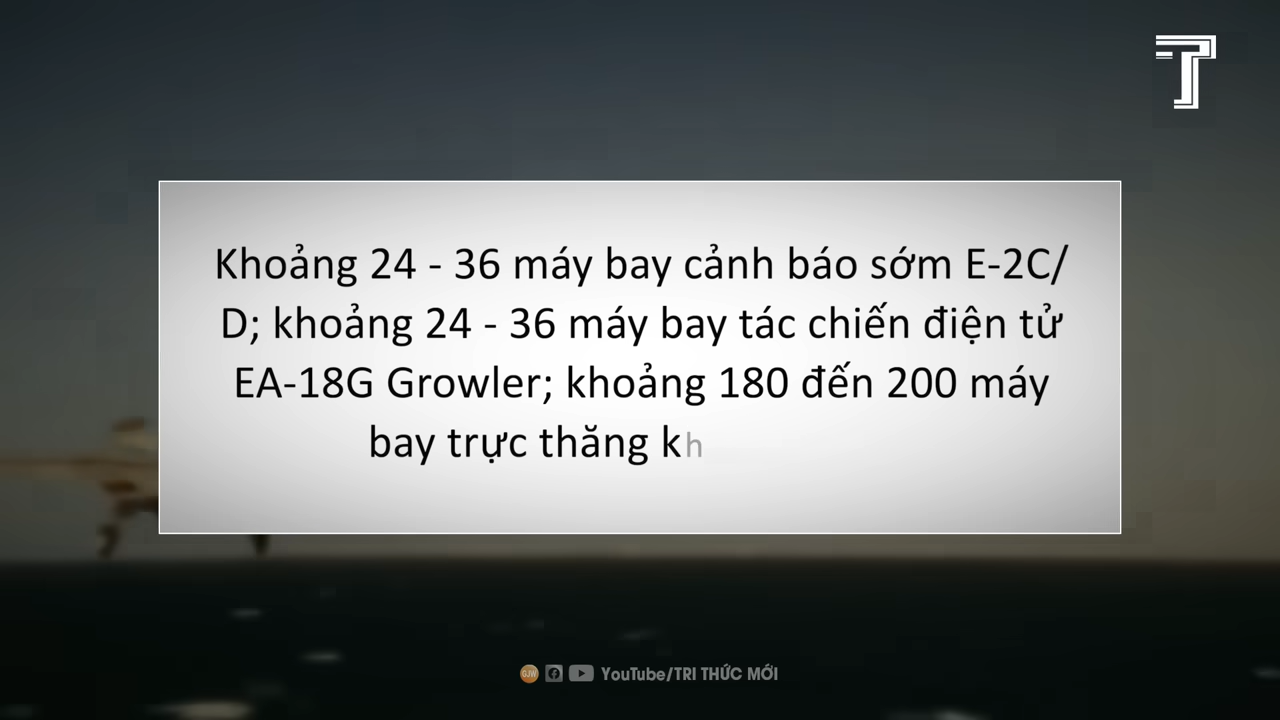 Khoảng 24 - 36 máy bay cảnh báo sớm E-2C/
D; khoảng 24 - 36 máy bay tác chiến điện tử
EA-18G Growler; khoảng 180 đến 200 máy
bay trực thăng kh
YouTube/TRI THỨC MỚI